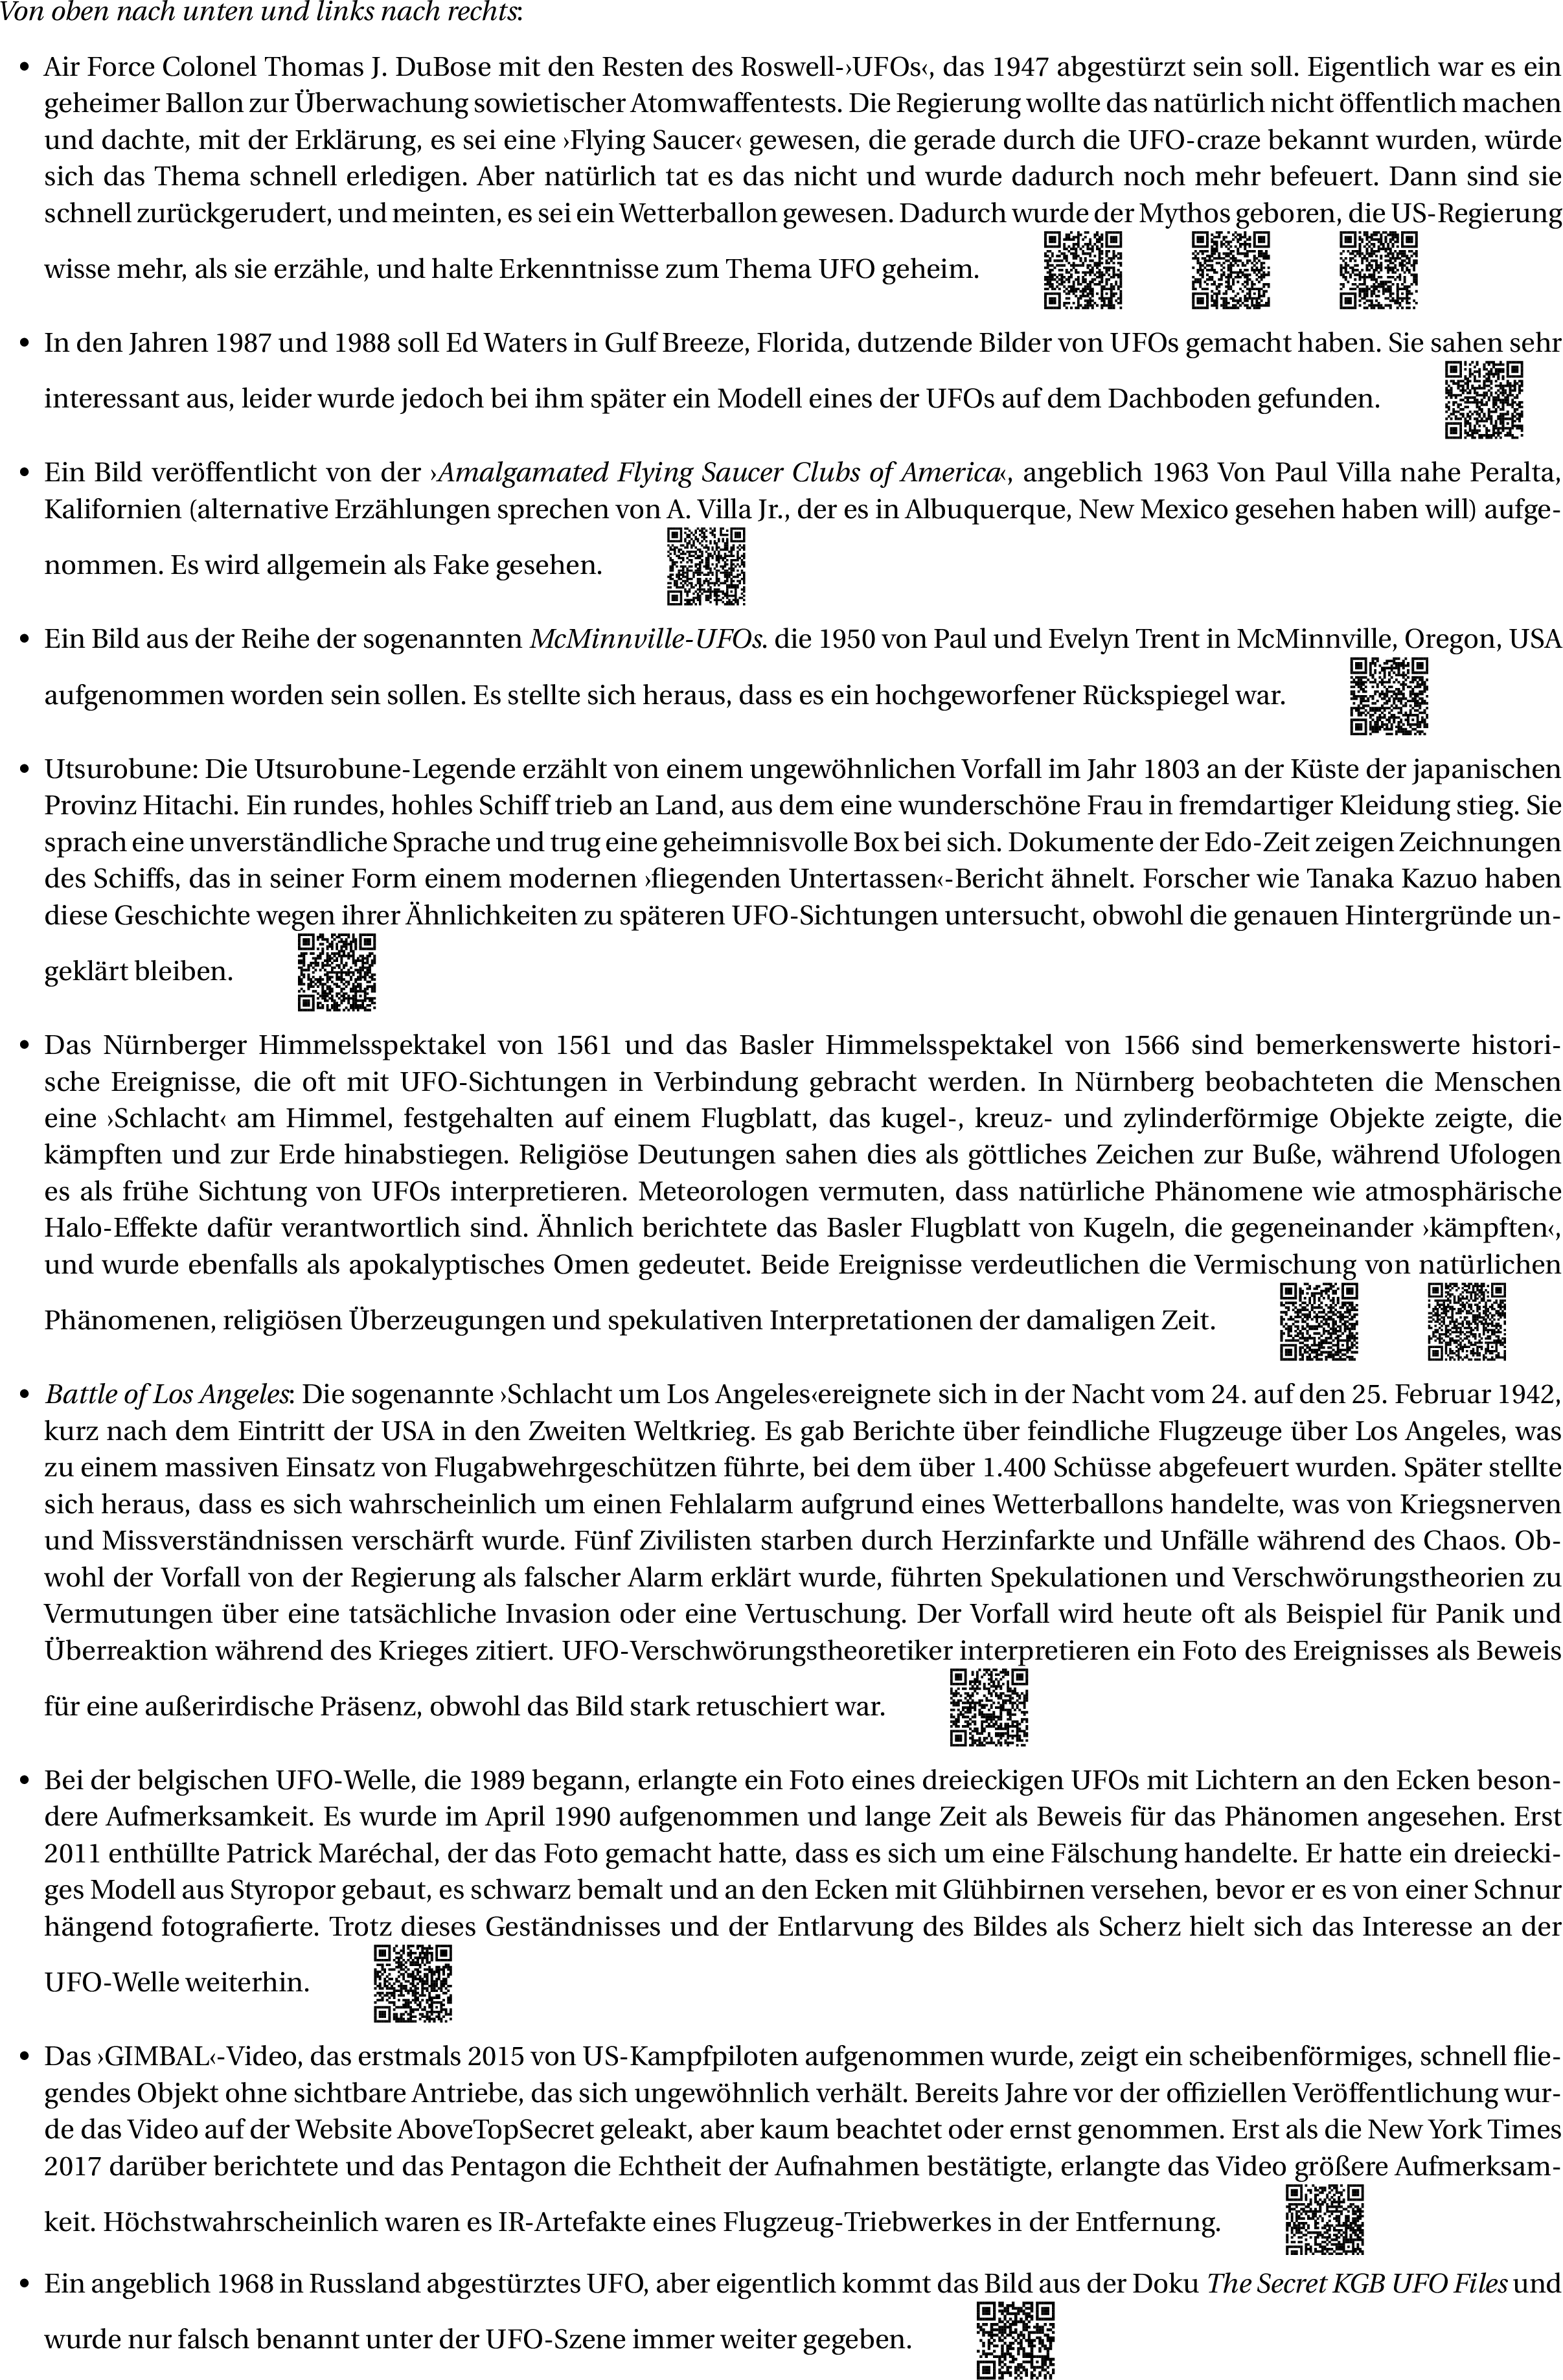 Von oben nach unten und links nach rechts:
• Air Force Colonel Thomas J. DuBose mit den Resten des Roswell-›UFOs‹, das 1947 abgestürzt sein soll. Eigentlich war es ein
geheimer Ballon zur Überwachung sowietischer Atomwaffentests. Die Regierung wollte das natürlich nicht öffentlich machen
und dachte, mit der Erklärung, es sei eine ›Flying Saucer‹ gewesen, die gerade durch die UFO-craze bekannt wurden, würde
sich das Thema schnell erledigen. Aber natürlich tat es das nicht und wurde dadurch noch mehr befeuert. Dann sind sie
schnell zurückgerudert, und meinten, es sei ein Wetterballon gewesen. Dadurch wurde der Mythos geboren, die US-Regierung
wisse mehr, als sie erzähle, und halte Erkenntnisse zum Thema UFO geheim.
• In den Jahren 1987 und 1988 soll Ed Waters in Gulf Breeze, Florida, dutzende Bilder von UFOs gemacht haben. Sie sahen sehr
interessant aus, leider wurde jedoch bei ihm später ein Modell eines der UFOs auf dem Dachboden gefunden.
• Ein Bild veröffentlicht von der ›Amalgamated Flying Saucer Clubs of America‹, angeblich 1963 Von Paul Villa nahe Peralta,
Kalifornien (alternative Erzählungen sprechen von A. Villa Jr., der es in Albuquerque, New Mexico gesehen haben will) aufge-
nommen. Es wird allgemein als Fake gesehen.
• Ein Bild aus der Reihe der sogenannten McMinnville-UFOs. die 1950 von Paul und Evelyn Trent in McMinnville, Oregon, USA
aufgenommen worden sein sollen. Es stellte sich heraus, dass es ein hochgeworfener Rückspiegel war.
• Utsurobune: Die Utsurobune-Legende erzählt von einem ungewöhnlichen Vorfall im Jahr 1803 an der Küste der japanischen
Provinz Hitachi. Ein rundes, hohles Schiff trieb an Land, aus dem eine wunderschöne Frau in fremdartiger Kleidung stieg. Sie
sprach eine unverständliche Sprache und trug eine geheimnisvolle Box bei sich. Dokumente der Edo-Zeit zeigen Zeichnungen
des Schiffs, das in seiner Form einem modernen ›fliegenden Untertassen‹-Bericht ähnelt. Forscher wie Tanaka Kazuo haben
diese Geschichte wegen ihrer Ähnlichkeiten zu späteren UFO-Sichtungen untersucht, obwohl die genauen Hintergründe un-
geklärt bleiben.
• Das Nürnberger Himmelsspektakel von 1561 und das Basler Himmelsspektakel von 1566 sind bemerkenswerte histori-
sche Ereignisse, die oft mit UFO-Sichtungen in Verbindung gebracht werden. In Nürnberg beobachteten die Menschen
eine ›Schlacht‹ am Himmel, festgehalten auf einem Flugblatt, das kugel-, kreuz- und zylinderförmige Objekte zeigte, die
kämpften und zur Erde hinabstiegen. Religiöse Deutungen sahen dies als göttliches Zeichen zur Buße, während Ufologen
es als frühe Sichtung von UFOs interpretieren. Meteorologen vermuten, dass natürliche Phänomene wie atmosphärische
Halo-Effekte dafür verantwortlich sind. Ähnlich berichtete das Basler Flugblatt von Kugeln, die gegeneinander ›kämpften‹,
und wurde ebenfalls als apokalyptisches Omen gedeutet. Beide Ereignisse verdeutlichen die Vermischung von natürlichen
Phänomenen, religiösen Überzeugungen und spekulativen Interpretationen der damaligen Zeit.
• Battle of Los Angeles: Die sogenannte ›Schlacht um Los Angeles‹ereignete sich in der Nacht vom 24. auf den 25. Februar 1942,
kurz nach dem Eintritt der USA in den Zweiten Weltkrieg. Es gab Berichte über feindliche Flugzeuge über Los Angeles, was
zu einem massiven Einsatz von Flugabwehrgeschützen führte, bei dem über 1.400 Schüsse abgefeuert wurden. Später stellte
sich heraus, dass es sich wahrscheinlich um einen Fehlalarm aufgrund eines Wetterballons handelte, was von Kriegsnerven
und Missverständnissen verschärft wurde. Fünf Zivilisten starben durch Herzinfarkte und Unfälle während des Chaos. Ob-
wohl der Vorfall von der Regierung als falscher Alarm erklärt wurde, führten Spekulationen und Verschwörungstheorien zu
Vermutungen über eine tatsächliche Invasion oder eine Vertuschung. Der Vorfall wird heute oft als Beispiel für Panik und
Überreaktion während des Krieges zitiert. UFO-Verschwörungstheoretiker interpretieren ein Foto des Ereignisses als Beweis
für eine außerirdische Präsenz, obwohl das Bild stark retuschiert war.
• Bei der belgischen UFO-Welle, die 1989 begann, erlangte ein Foto eines dreieckigen UFOs mit Lichtern an den Ecken beson-
dere Aufmerksamkeit. Es wurde im April 1990 aufgenommen und lange Zeit als Beweis für das Phänomen angesehen. Erst
2011 enthüllte Patrick Maréchal, der das Foto gemacht hatte, dass es sich um eine Fälschung handelte. Er hatte ein dreiecki-
ges Modell aus Styropor gebaut, es schwarz bemalt und an den Ecken mit Glühbirnen versehen, bevor er es von einer Schnur
hängend fotografierte. Trotz dieses Geständnisses und der Entlarvung des Bildes als Scherz hielt sich das Interesse an der
UFO-Welle weiterhin.
• Das ›GIMBAL‹-Video, das erstmals 2015 von US-Kampfpiloten aufgenommen wurde, zeigt ein scheibenförmiges, schnell flie-
gendes Objekt ohne sichtbare Antriebe, das sich ungewöhnlich verhält. Bereits Jahre vor der offiziellen Veröffentlichung wur-
de das Video auf der Website AboveTopSecret geleakt, aber kaum beachtet oder ernst genommen. Erst als die New York Times
2017 darüber berichtete und das Pentagon die Echtheit der Aufnahmen bestätigte, erlangte das Video größere Aufmerksam-
keit. Höchstwahrscheinlich waren es IR-Artefakte eines Flugzeug-Triebwerkes in der Entfernung.
• Ein angeblich 1968 in Russland abgestürztes UFO, aber eigentlich kommt das Bild aus der Doku The Secret KGB UFO Files und
wurde nur falsch benannt unter der UFO-Szene immer weiter gegeben.